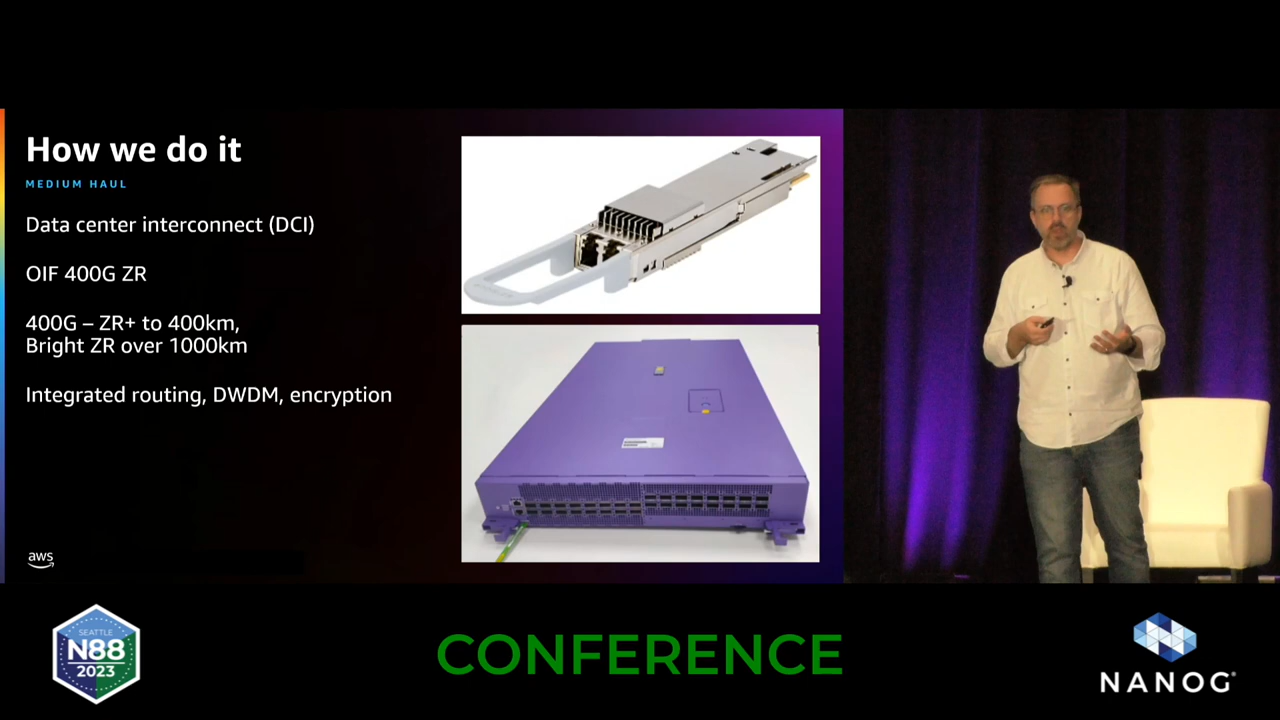 How we do it
MEDIUM HAUL
Data center interconnect (DCI)
OIF 400G ZR
400G – ZR+ to 400km,
Bright ZR over 1000km
Integrated routing, DWDM, encryption
aws
SEATTLE
N88
2023
CONFERENCE
NANOG